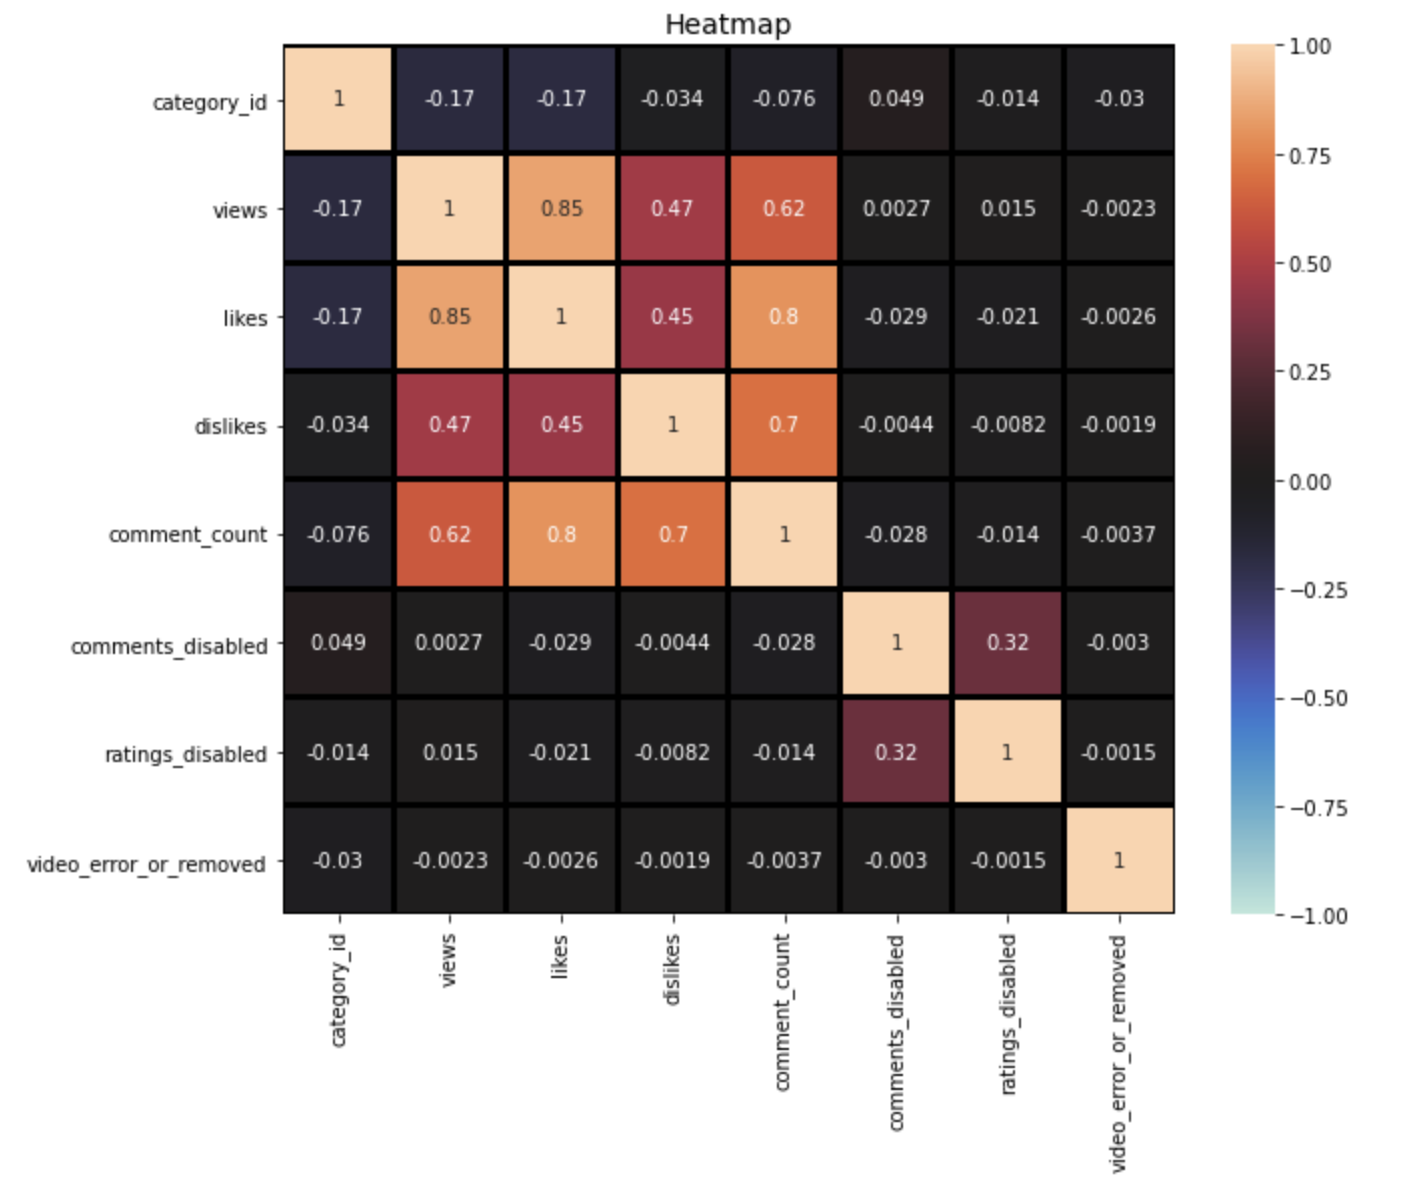 Heatmap
category_id 1 -0.17 -0.17 -0.034 -0.076 0.049 -0.014 -0.03
views -0.17 1 0.85 0.47 0.62 0.0027 0.015 -0.0023
likes -0.17 0.85 1 0.45 0.8 -0.029 -0.021 -0.0026
dislikes -0.034 0.47 0.45 1 0.7 -0.0044 -0.0082 -0.0019
comment_count -0.076 0.62 0.8 0.7 1 -0.028 -0.014 -0.0037
comments_disabled 0.049 0.0027 -0.029 -0.0044 -0.028 1 0.32 -0.003
ratings_disabled -0.014 0.015 -0.021 -0.0082 -0.014 0.32 1 -0.0015
video_error_or_removed -0.03 -0.0023 -0.0026 -0.0019 -0.0037 -0.003 -0.0015 1
category_id
views
likes
dislikes
comment_count
comments_disabled
ratings_disabled
video_error_or_removed
1.00
0.75
0.50
0.25
0.00
−0.25
−0.50
−0.75
−1.00